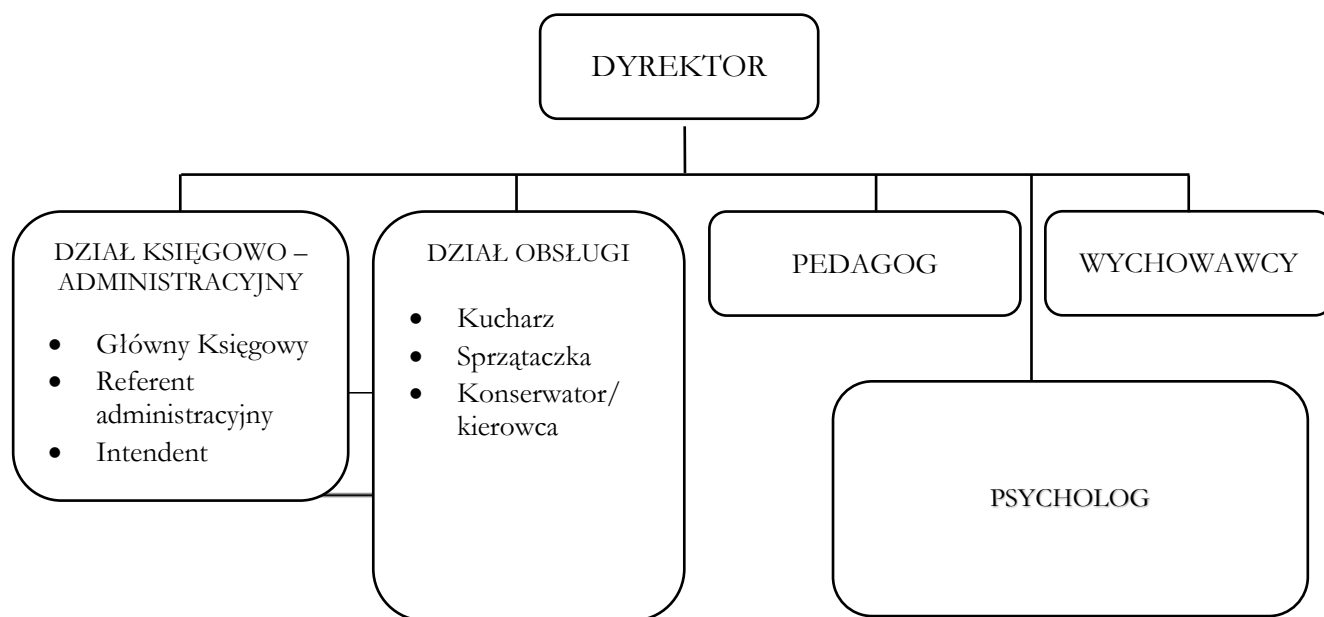 DYREKTOR
DZIAŁ KSIĘGOWO –
ADMINISTRACYJNY
• Główny Księgowy
• Referent
administracyjny
• Intendent
DZIAŁ OBSŁUGI
• Kucharz
• Sprzątaczka
• Konserwator/
kierowca
PEDAGOG
WYCHOWAWCY
PSYCHOLOG